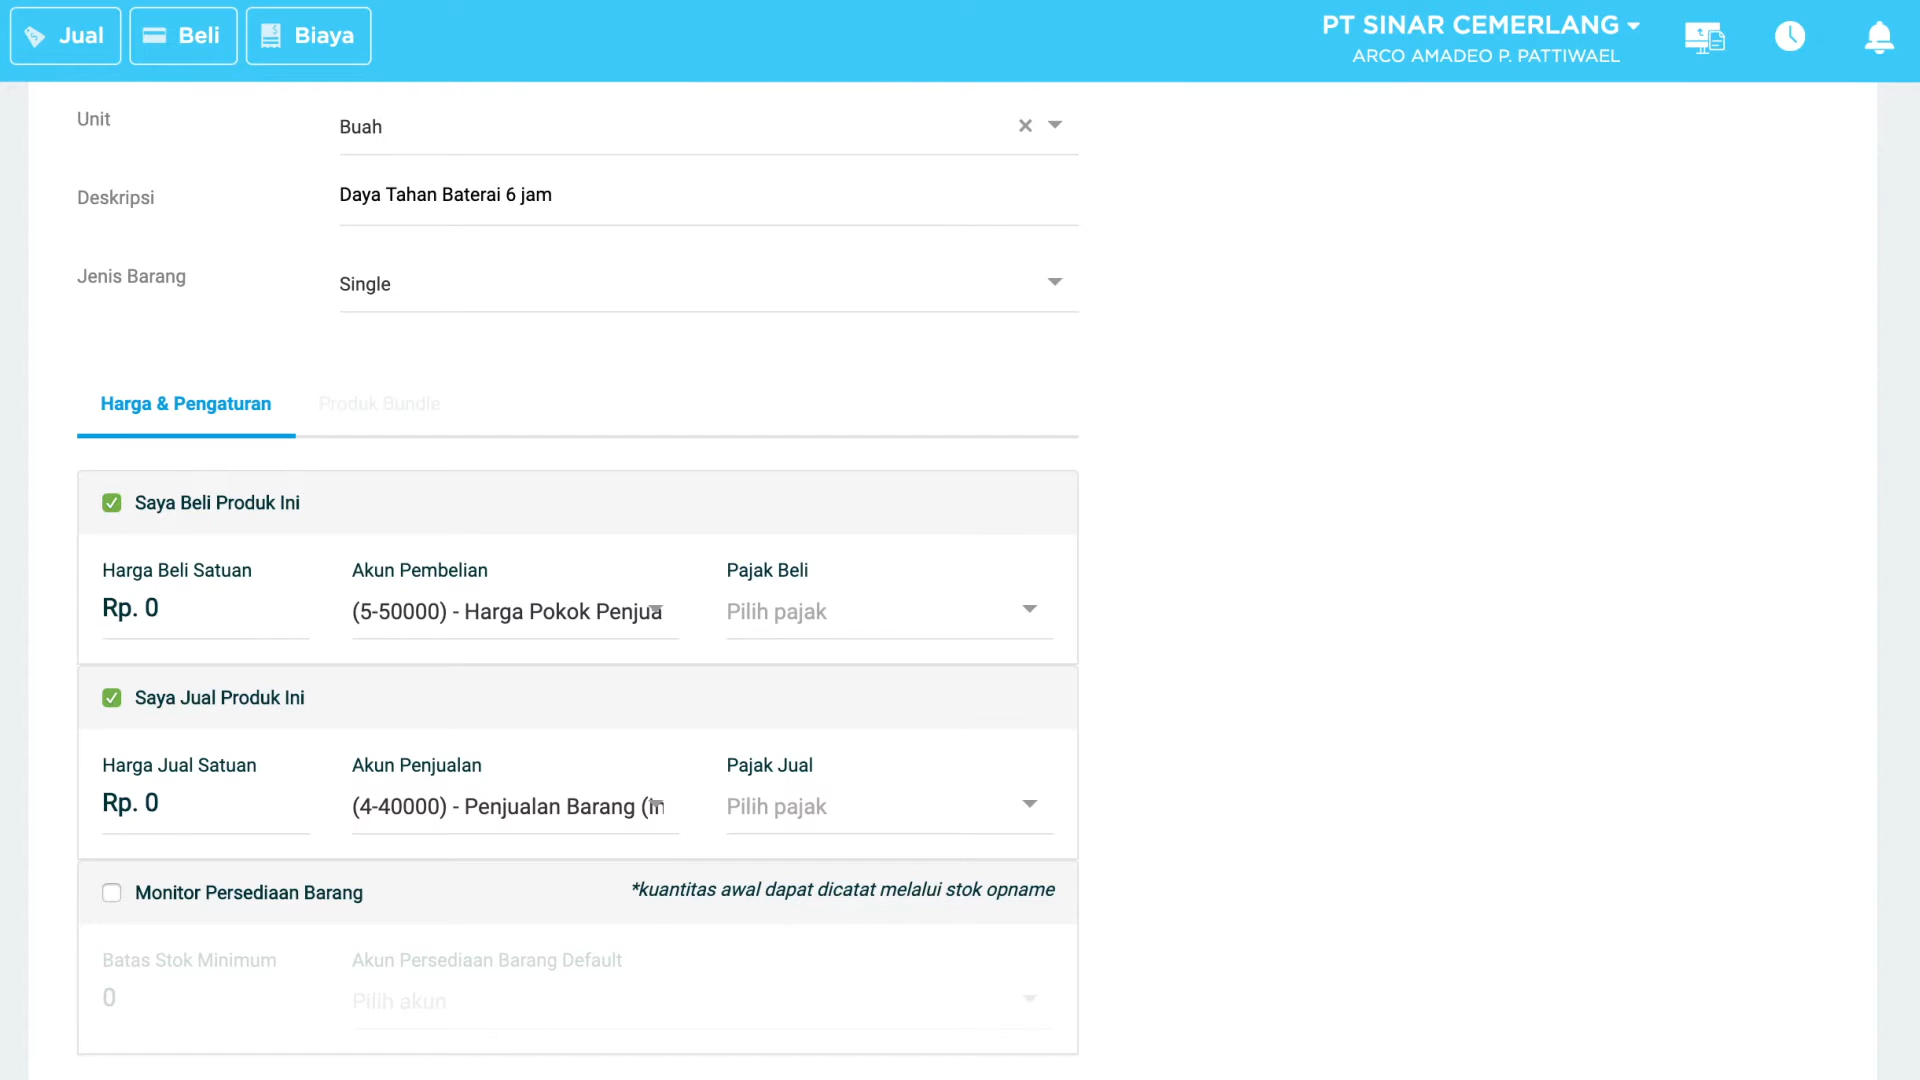 Jual
Beli
Biaya
PT SINAR CEMERLANG
ARCO AMADEO P. PATTIWAEL
Unit
Buah
Deskripsi
Daya Tahan Baterai 6 jam
Jenis Barang
Single
Harga & Pengaturan
Produk Bundle
Saya Beli Produk Ini
Harga Beli Satuan
Akun Pembelian
Pajak Beli
Rp. 0
(5-50000) - Harga Pokok Penjua
Pilih pajak
Saya Jual Produk Ini
Harga Jual Satuan
Akun Penjualan
Pajak Jual
Rp. 0
(4-40000) - Penjualan Barang (in
Pilih pajak
Monitor Persediaan Barang
*kuantitas awal dapat dicatat melalui stok opname
Batas Stok Minimum
Akun Persediaan Barang Default
0
Pilih akun